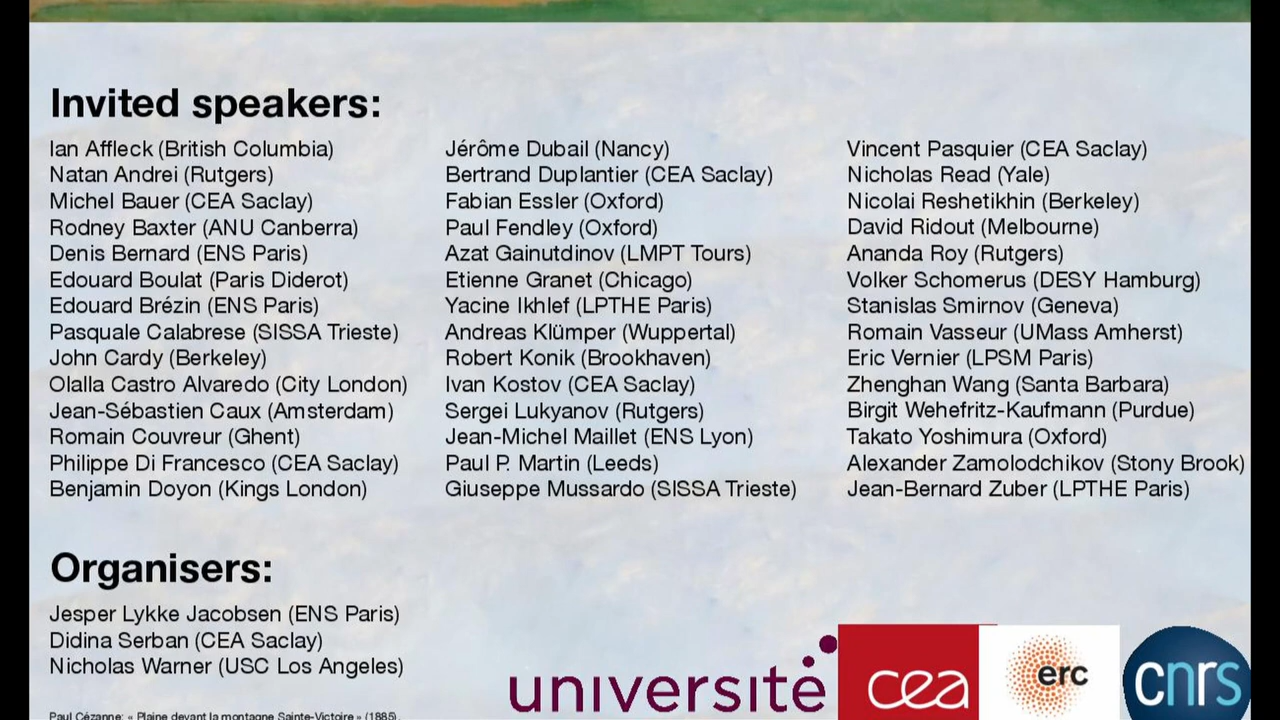 Invited speakers:
Ian Affleck (British Columbia)
Natan Andrei (Rutgers)
Michel Bauer (CEA Saclay)
Rodney Baxter (ANU Canberra)
Denis Bernard (ENS Paris)
Edouard Boulat (Paris Diderot)
Edouard Brézin (ENS Paris)
Pasquale Calabrese (SISSA Trieste)
John Cardy (Berkeley)
Olalla Castro Alvaredo (City London)
Jean-Sébastien Caux (Amsterdam)
Romain Couvreur (Ghent)
Philippe Di Francesco (CEA Saclay)
Benjamin Doyon (Kings London)
Jérôme Dubail (Nancy)
Bertrand Duplantier (CEA Saclay)
Fabian Essler (Oxford)
Paul Fendley (Oxford)
Azat Gainutdinov (LMPT Tours)
Etienne Granet (Chicago)
Yacine Ikhlef (LPTHE Paris)
Andreas Klümper (Wuppertal)
Robert Konik (Brookhaven)
Ivan Kostov (CEA Saclay)
Sergei Lukyanov (Rutgers)
Jean-Michel Maillet (ENS Lyon)
Paul P. Martin (Leeds)
Giuseppe Mussardo (SISSA Trieste)
Vincent Pasquier (CEA Saclay)
Nicholas Read (Yale)
Nicolai Reshetikhin (Berkeley)
David Ridout (Melbourne)
Ananda Roy (Rutgers)
Volker Schomerus (DESY Hamburg)
Stanislas Smirnov (Geneva)
Romain Vasseur (UMass Amherst)
Eric Vernier (LPSM Paris)
Zhenghan Wang (Santa Barbara)
Birgit Wehefritz-Kaufmann (Purdue)
Takato Yoshimura (Oxford)
Alexander Zamolodchikov (Stony Brook)
Jean-Bernard Zuber (LPTHE Paris)
Organisers:
Jesper Lykke Jacobsen (ENS Paris)
Didina Serban (CEA Saclay)
Nicholas Warner (USC Los Angeles)
université
cea
erc
cnrs
Paul Cézanne: « Plaine devant la montagne Sainte-Victoire » (1885).